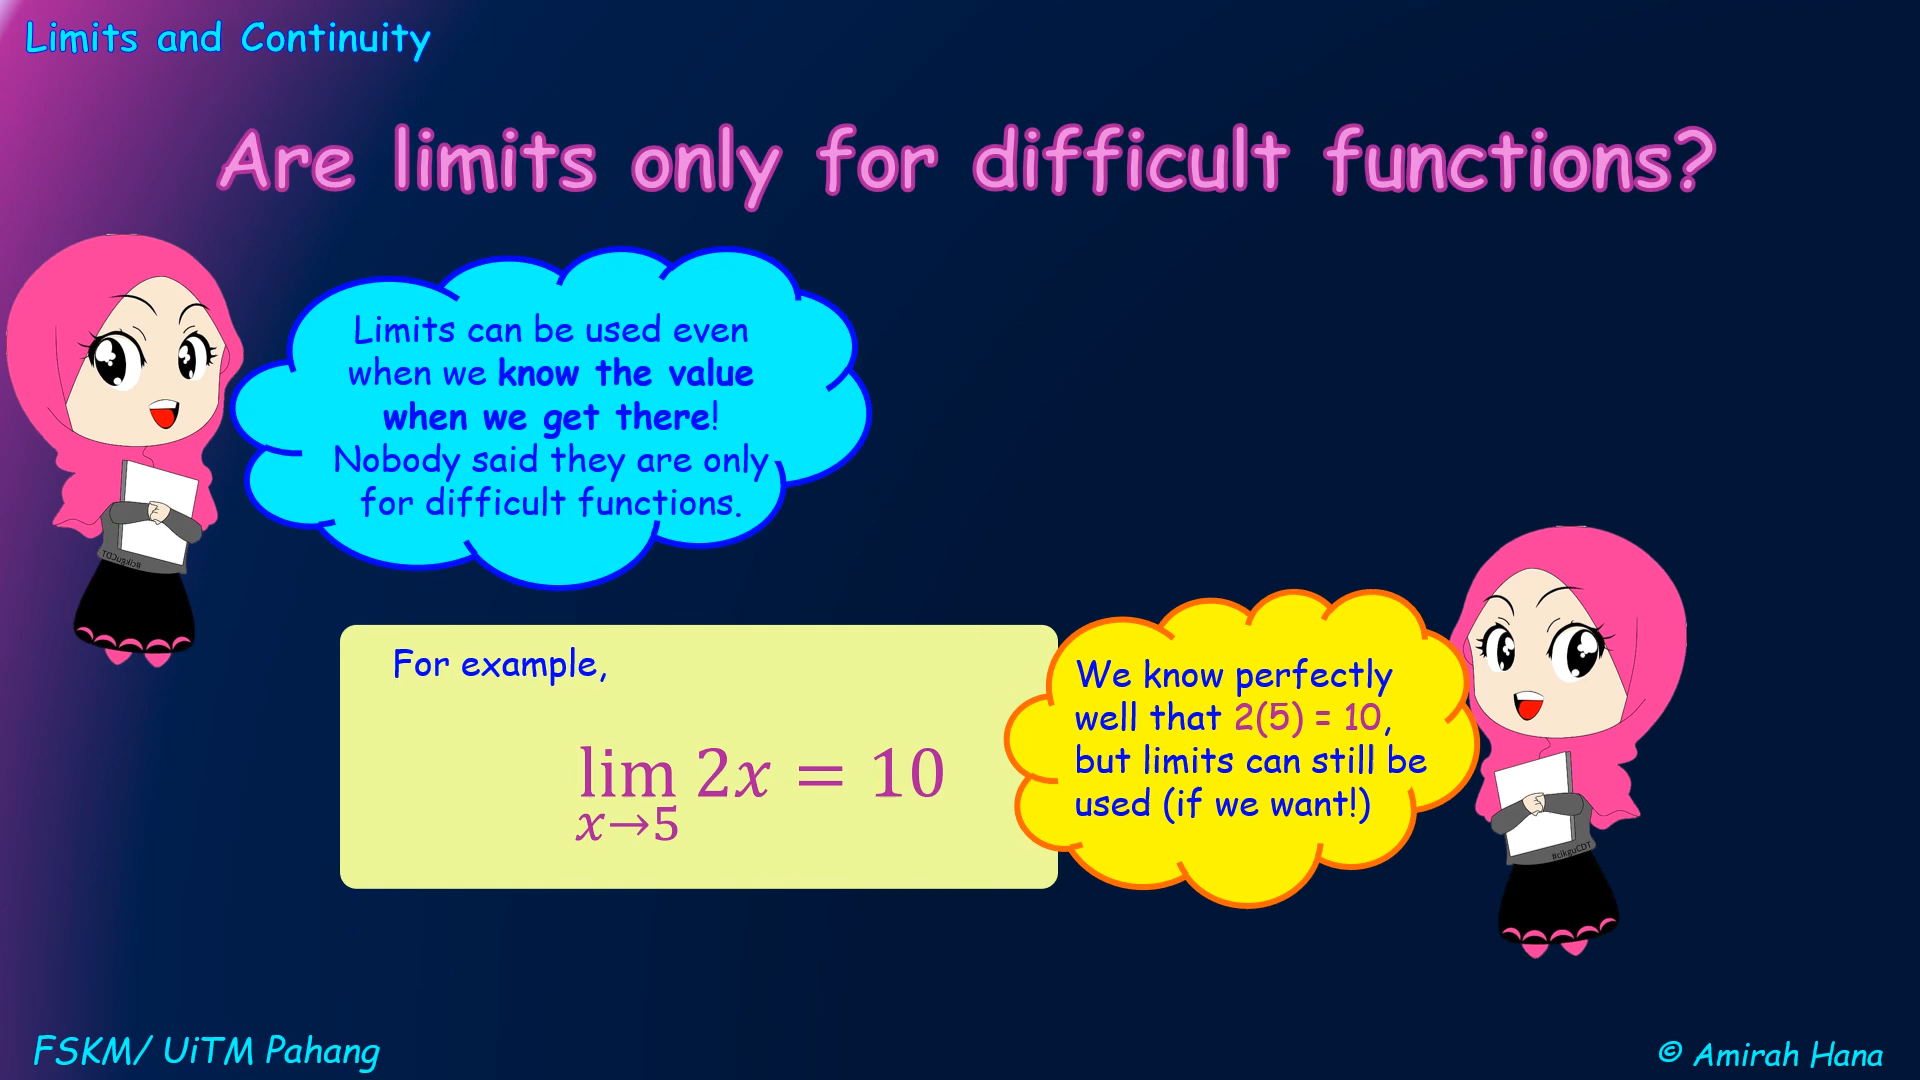 Limits and Continuity
Are limits only for difficult functions?
Limits can be used even
when we know the value
when we get there!
Nobody said they are only
for difficult functions.
#cikguCDT
For example,
lim 2x = 10
x→5
We know perfectly
well that 2(5) = 10,
but limits can still be
used (if we want!)
#cikguCDT
FSKM/ UiTM Pahang
© Amirah Hana